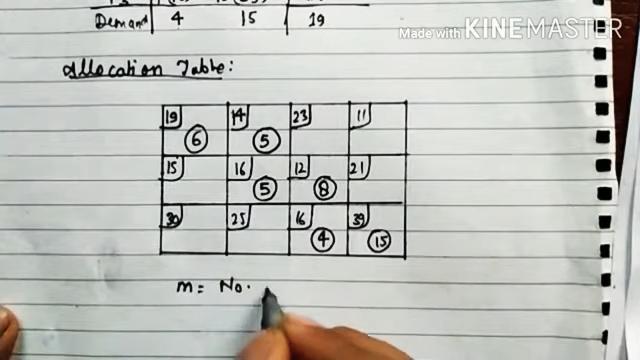 Made with KINEMASTER
Demand 4 15 19
Allocation Table:
19 14 23 11
6 5
15 16 12 21
5 8
30 25 16 39
4 15
m = No.